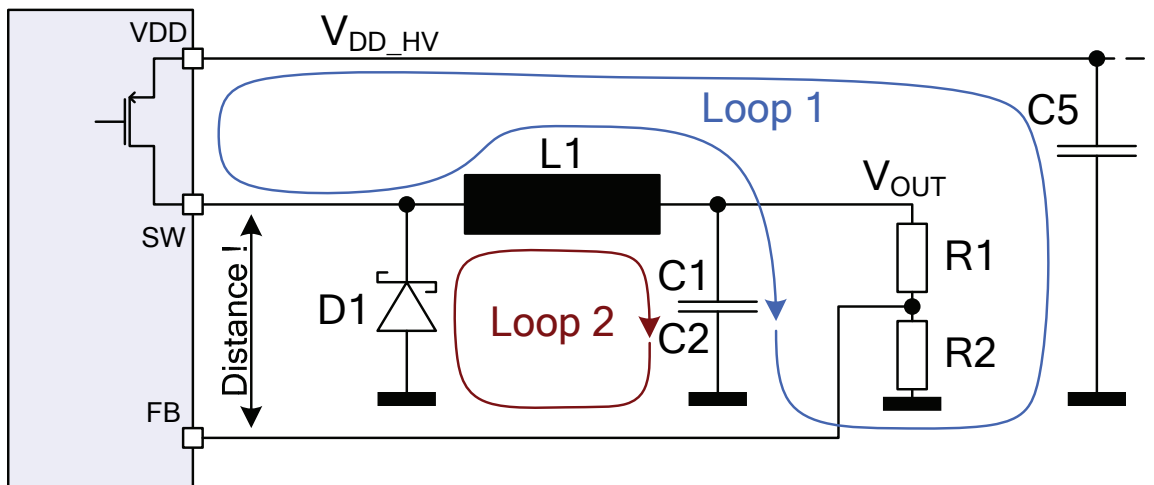 VDD
VDD_HV
Loop 1
C5
L1
VOUT
SW
Distance !
D1
Loop 2
C1
C2
R1
R2
FB